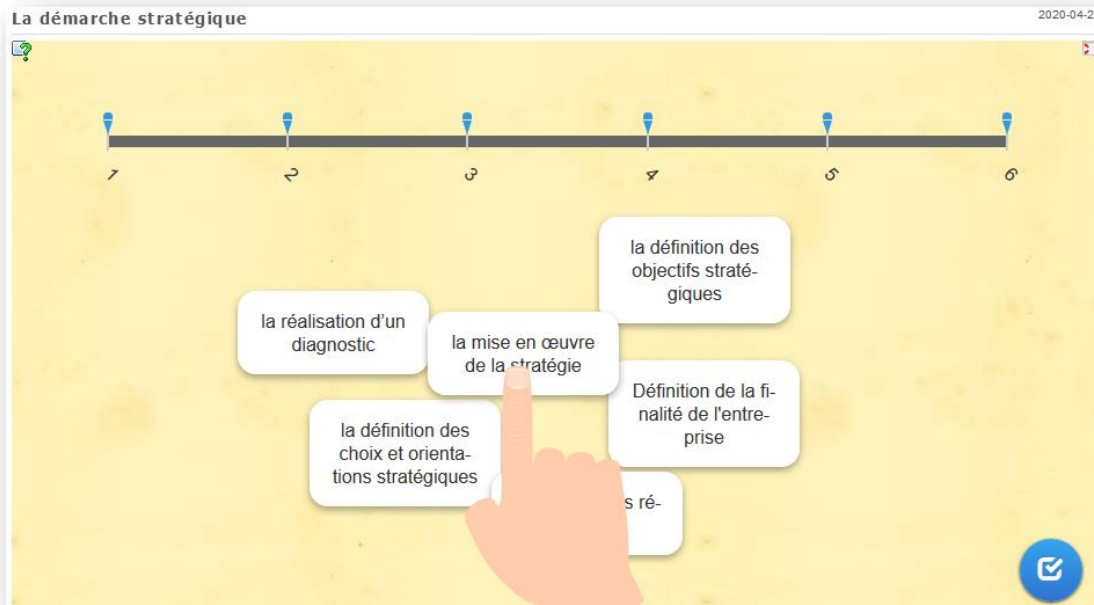 La démarche stratégique
2020-04-2
1 2 3 4 5 6
la définition des
objectifs straté-
giques
la réalisation d'un
diagnostic
la mise en œuvre
de la stratégie
Définition de la fi-
nalité de l'entre-
prise
la définition des
choix et orienta-
tions stratégiques
s ré-